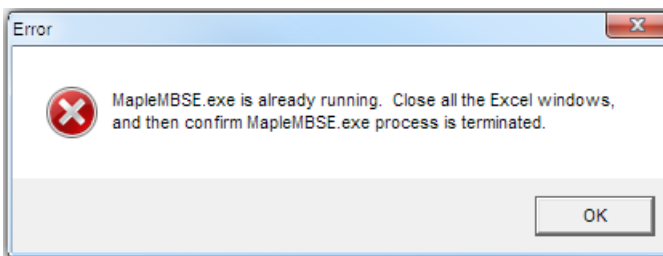 Error
MapleMBSE.exe is already running.  Close all the Excel windows,
and then confirm MapleMBSE.exe process is terminated.
OK